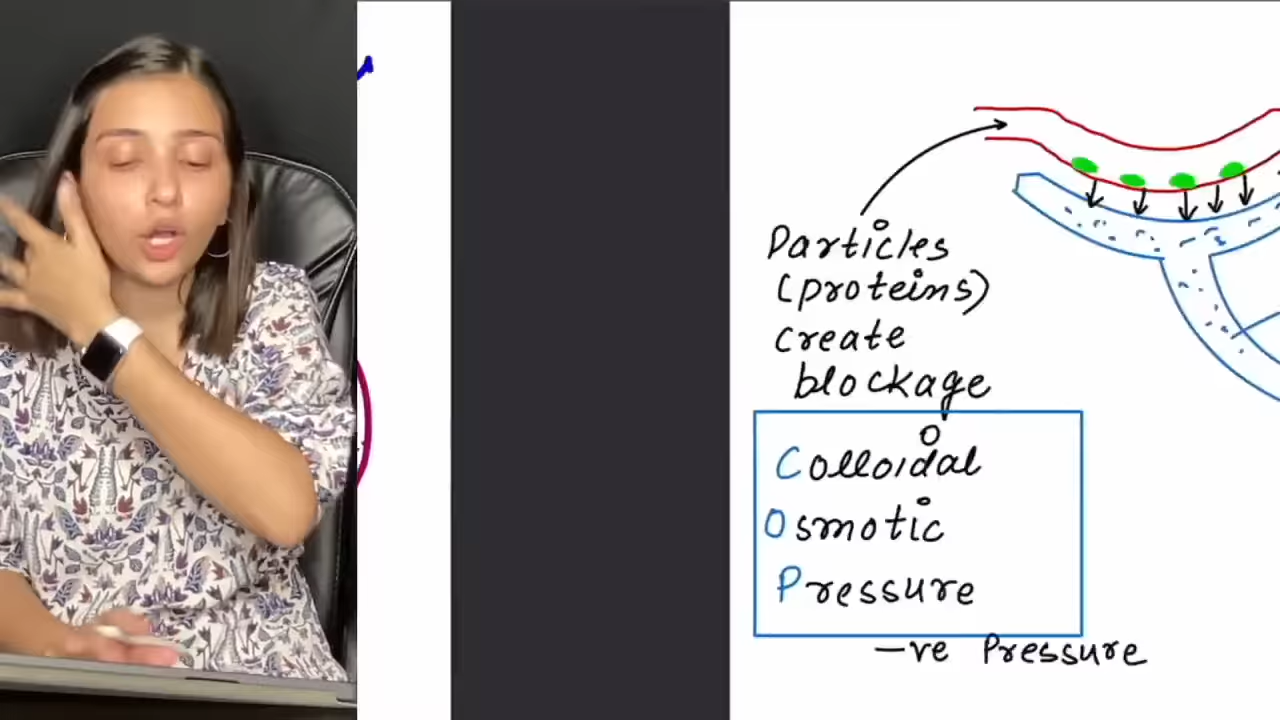 Particles
(proteins)
create
blockage
Colloidal
Osmotic
Pressure
-ve Pressure